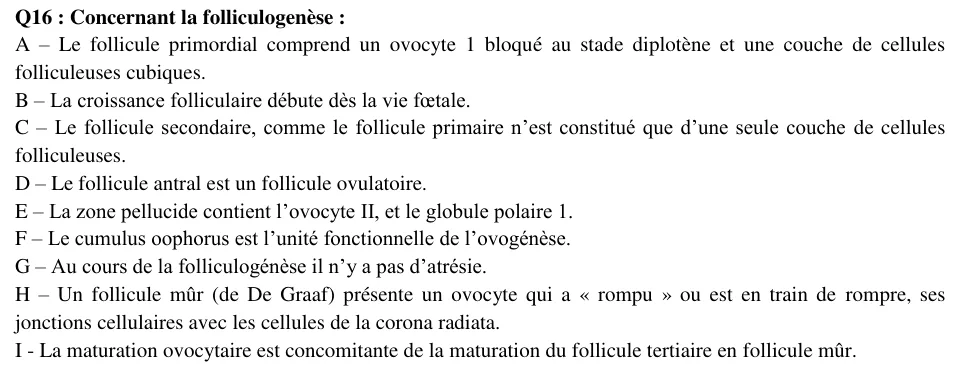 Q16 : Concernant la folliculogenèse :
A – Le follicule primordial comprend un ovocyte 1 bloqué au stade diplotène et une couche de cellules
folliculeuses cubiques.
B – La croissance folliculaire débute dès la vie fœtale.
C – Le follicule secondaire, comme le follicule primaire n’est constitué que d’une seule couche de cellules
folliculeuses.
D – Le follicule antral est un follicule ovulatoire.
E – La zone pellucide contient l’ovocyte II, et le globule polaire 1.
F – Le cumulus oophorus est l’unité fonctionnelle de l’ovogénèse.
G – Au cours de la folliculogénèse il n’y a pas d’atrésie.
H – Un follicule mûr (de De Graaf) présente un ovocyte qui a « rompu » ou est en train de rompre, ses
jonctions cellulaires avec les cellules de la corona radiata.
I - La maturation ovocytaire est concomitante de la maturation du follicule tertiaire en follicule mûr.